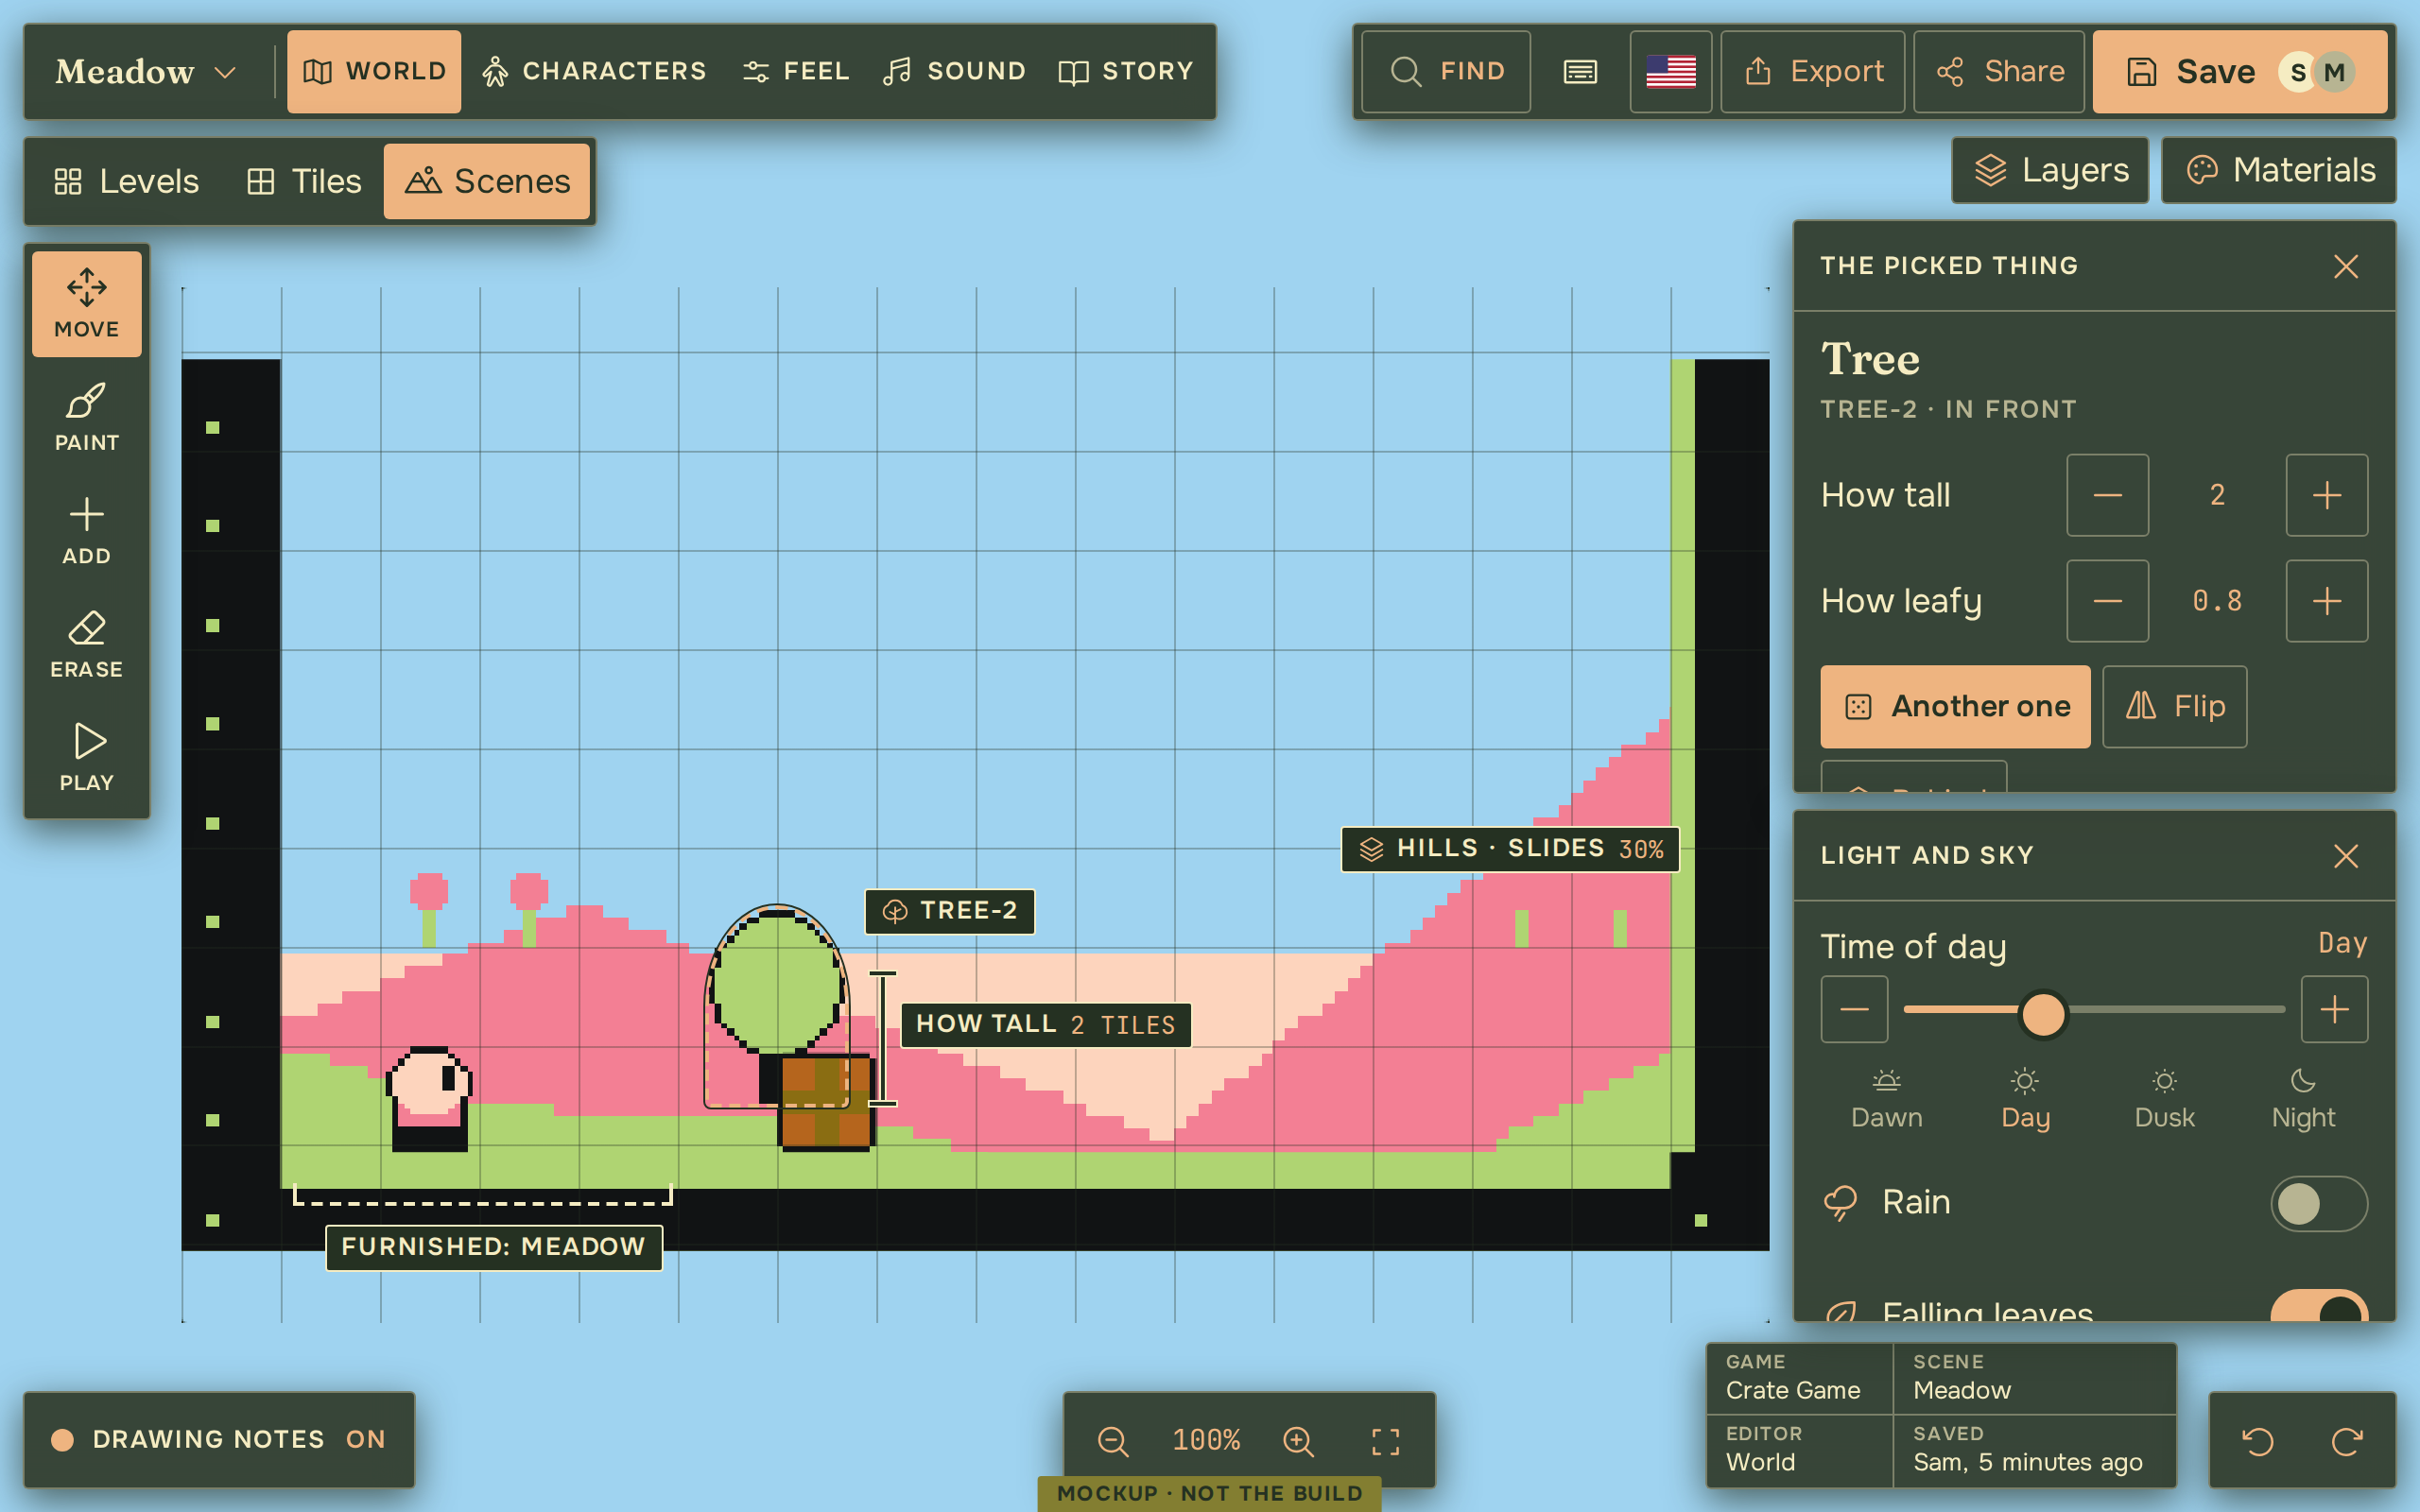 Meadow
WORLD
CHARACTERS
FEEL
SOUND
STORY
FIND
Export
Share
Save
S
M
Levels
Tiles
Scenes
Layers
Materials
MOVE
PAINT
ADD
ERASE
PLAY
THE PICKED THING
Tree
TREE-2 · IN FRONT
How tall
2
How leafy
0.8
Another one
Flip
HILLS · SLIDES 30%
TREE-2
HOW TALL 2 TILES
FURNISHED: MEADOW
LIGHT AND SKY
Time of day
Day
Dawn
Day
Dusk
Night
Rain
Falling leaves
DRAWING NOTES ON
100%
MOCKUP · NOT THE BUILD
GAME
Crate Game
SCENE
Meadow
EDITOR
World
SAVED
Sam, 5 minutes ago